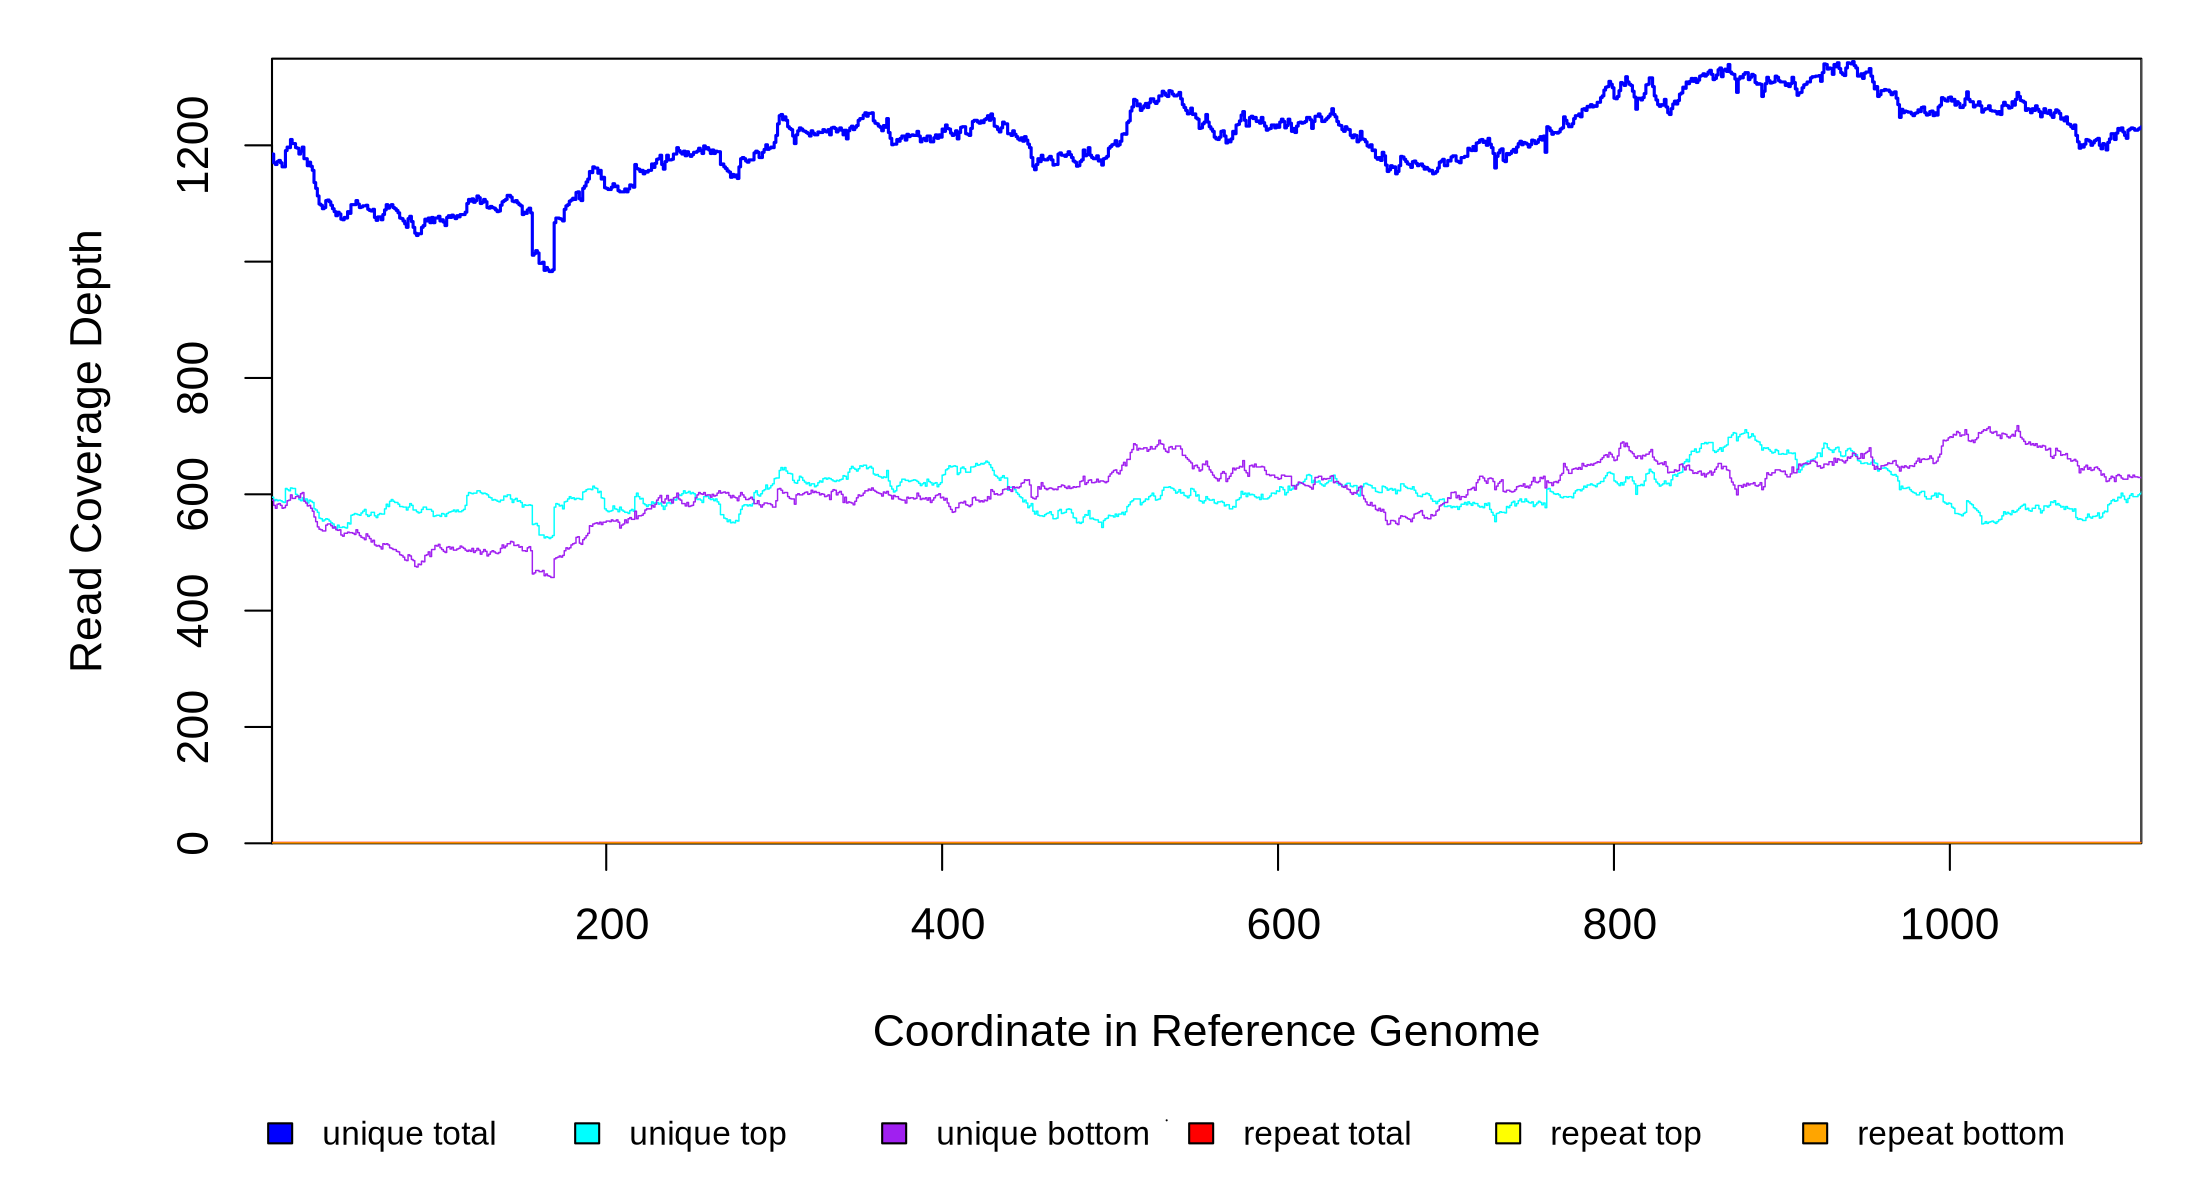 Read Coverage Depth
1200
800
600
400
200
0
200 400 600 800 1000
Coordinate in Reference Genome
unique total unique top unique bottom repeat total repeat top repeat bottom